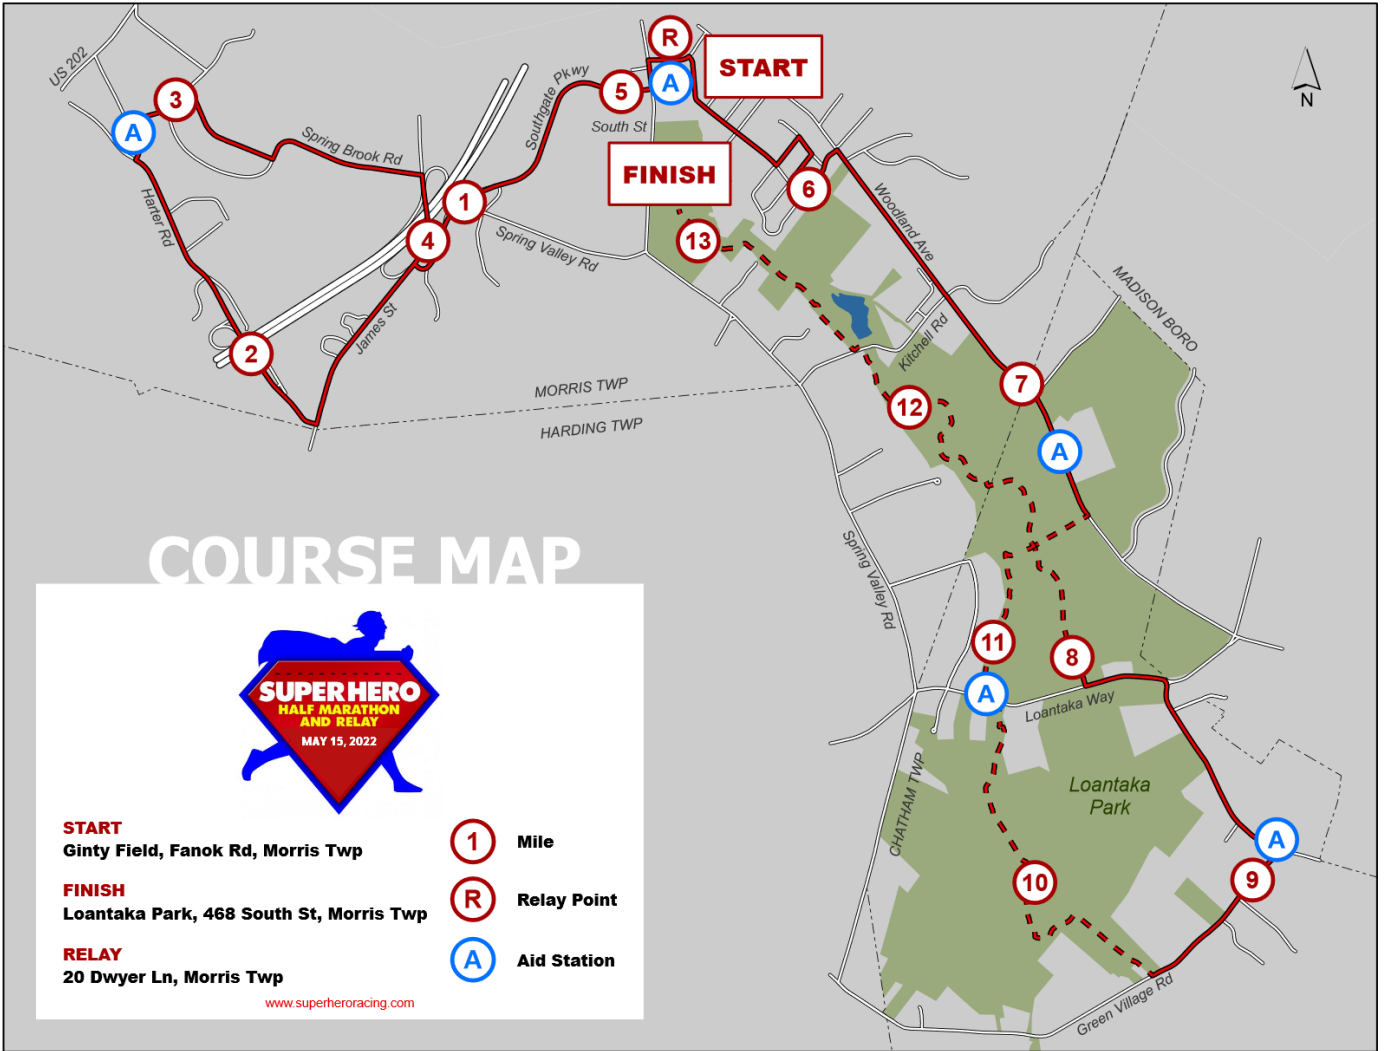 R
START
US 202
3
A
5
A
Southgate Pkwy
South St
N
Spring Brook Rd
FINISH
6
Harter Rd
1
4
13
Woodland Ave
Spring Valley Rd
MADISON BORO
2
James St
Kitchell Rd
7
MORRIS TWP
12
HARDING TWP
A
Spring Valley Rd
11
8
A
Loantaka Way
CHATHAM TWP
Loantaka
Park
A
10
9
Green Village Rd
COURSE MAP
SUPERHERO
HALF MARATHON
AND RELAY
MAY 15, 2022
START
Ginty Field, Fanok Rd, Morris Twp
FINISH
Loantaka Park, 468 South St, Morris Twp
RELAY
20 Dwyer Ln, Morris Twp
1 Mile
R Relay Point
A Aid Station
www.superheroracing.com